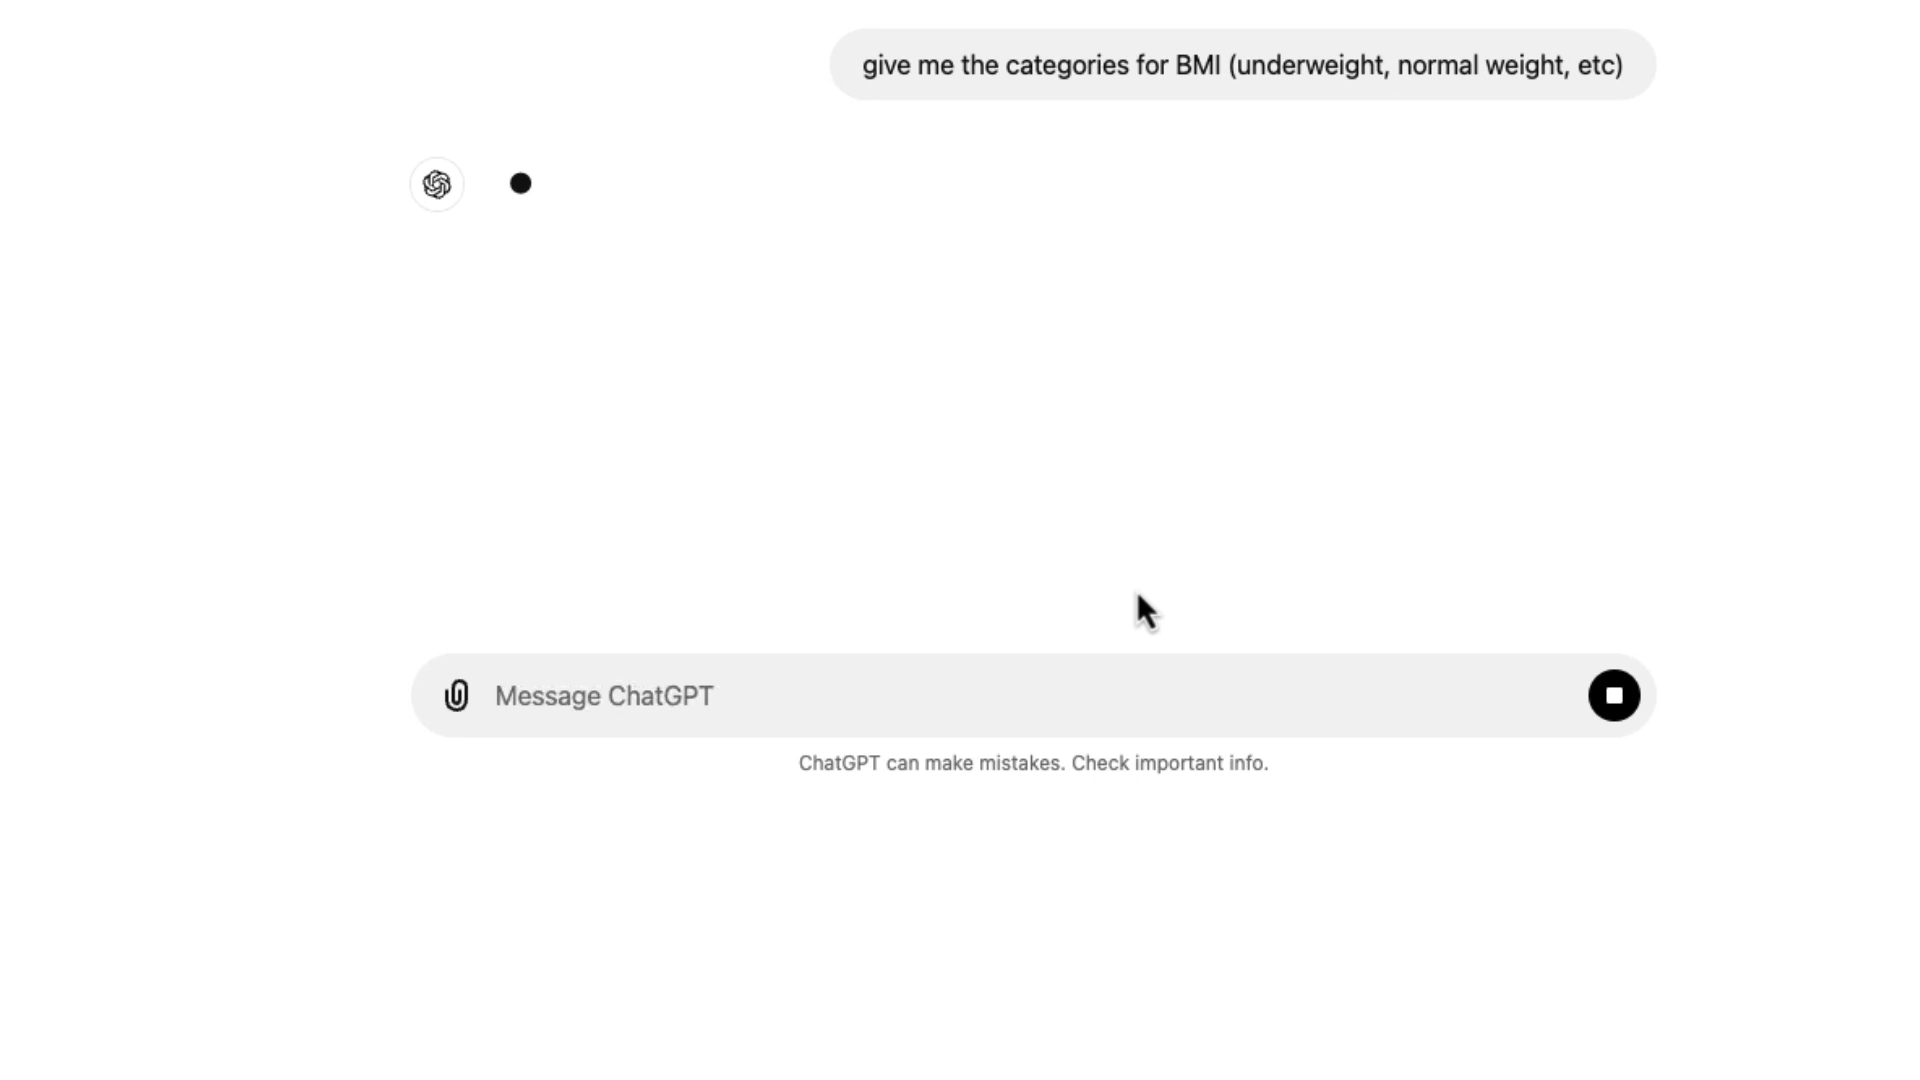 give me the categories for BMI (underweight, normal weight, etc)
Message ChatGPT
ChatGPT can make mistakes. Check important info.